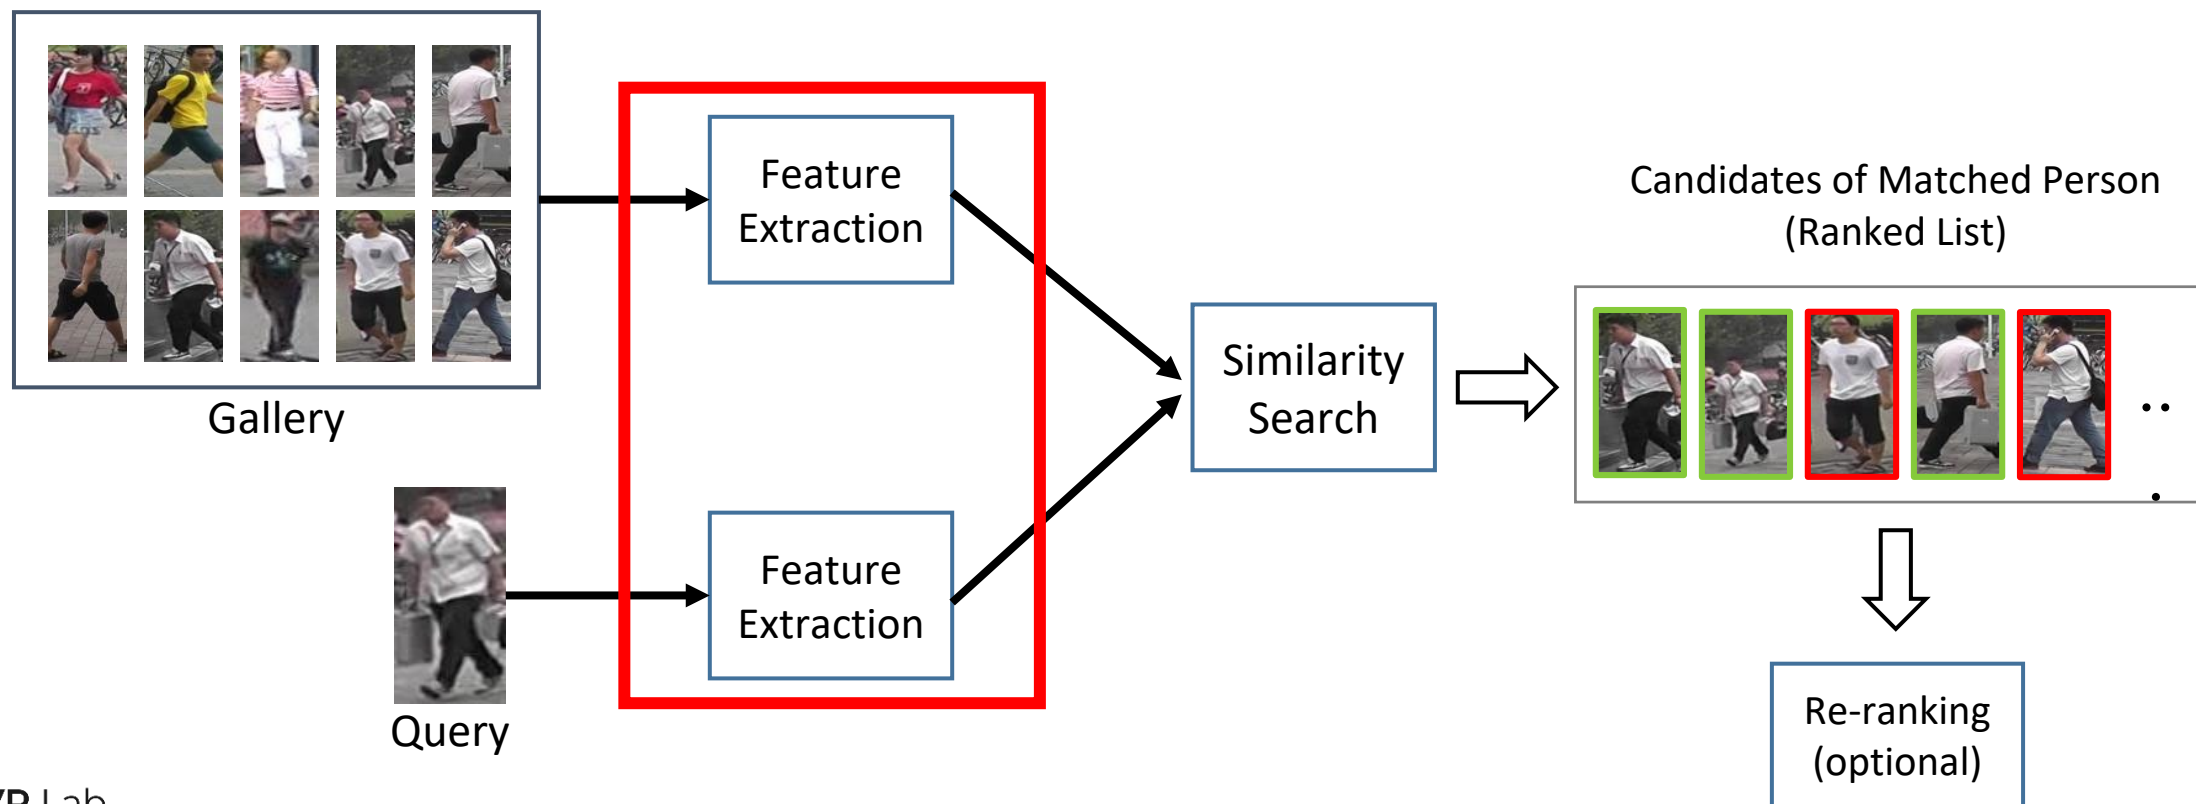 Gallery
Query
Feature
Extraction
Feature
Extraction
Similarity
Search
Candidates of Matched Person
(Ranked List)
Re-ranking
(optional)
Lab